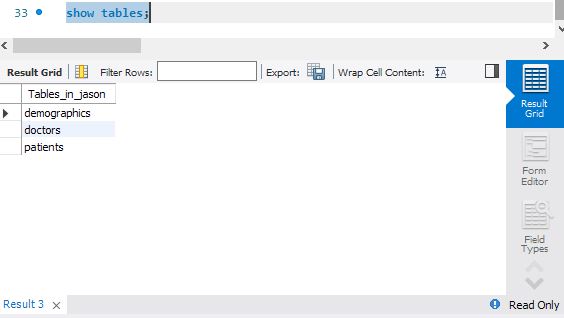 33 show tables;
Result Grid Filter Rows: Export: Wrap Cell Content:
Tables_in_jason
demographics
doctors
patients
Result
Grid
Form
Editor
Field
Types
Result 3 Read Only